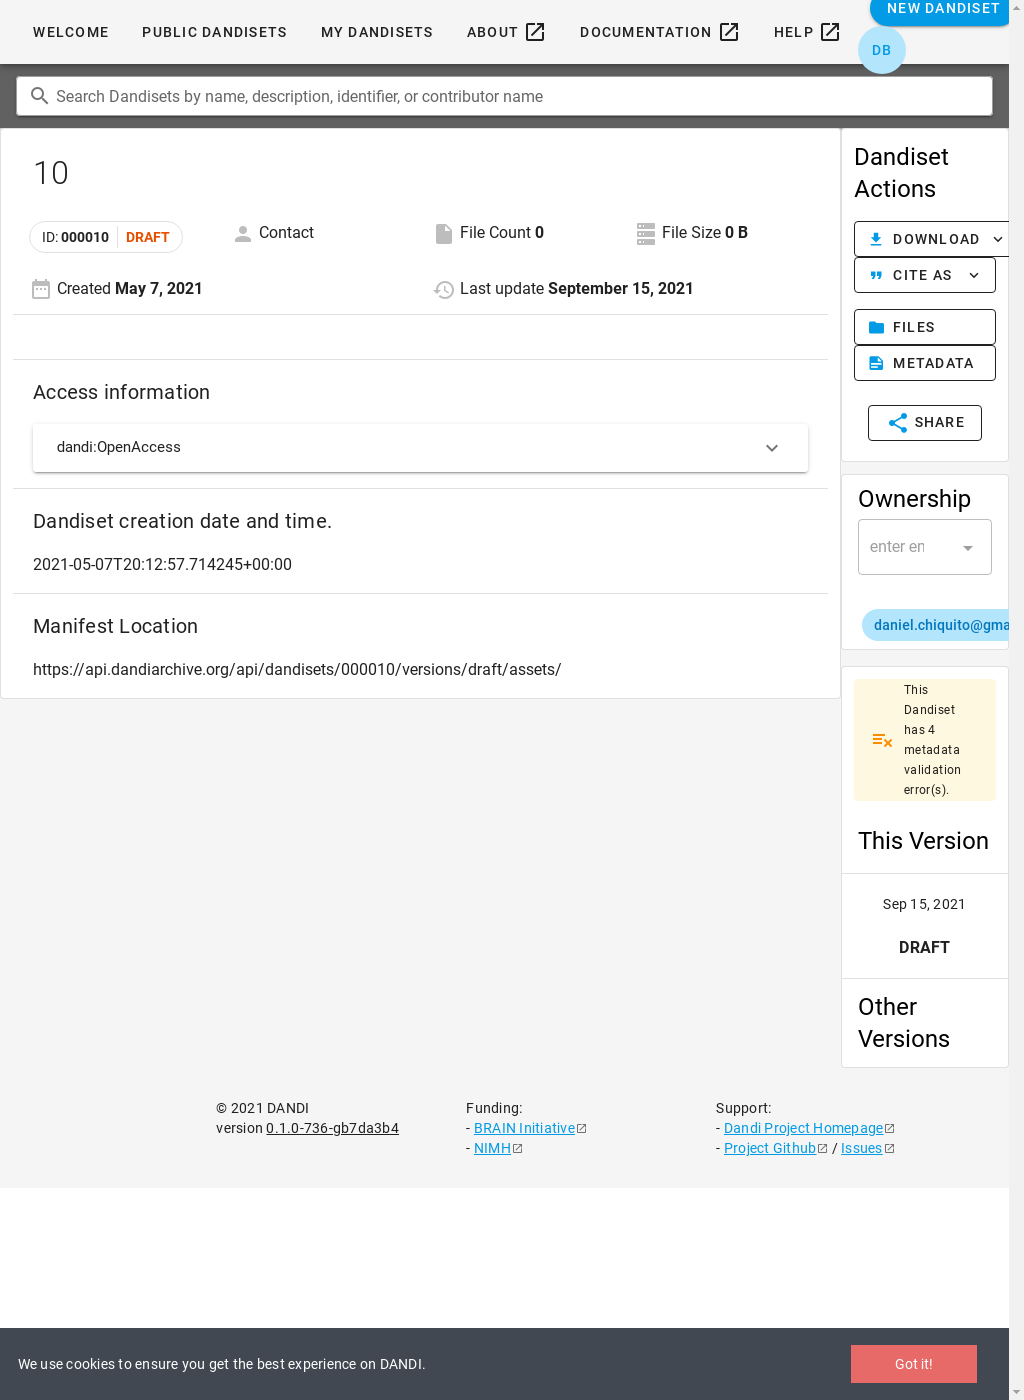 WELCOME PUBLIC DANDISETS MY DANDISETS ABOUT DOCUMENTATION HELP NEW DANDISET
DB
Search Dandisets by name, description, identifier, or contributor name
10
ID: 000010 DRAFT Contact File Count 0 File Size 0 B
Created May 7, 2021 Last update September 15, 2021
Access information
dandi:OpenAccess
Dandiset creation date and time.
2021-05-07T20:12:57.714245+00:00
Manifest Location
https://api.dandiarchive.org/api/dandisets/000010/versions/draft/assets/
Dandiset
Actions
DOWNLOAD
CITE AS
FILES
METADATA
SHARE
Ownership
enter en
daniel.chiquito@gma
This
Dandiset
has 4
metadata
validation
error(s).
This Version
Sep 15, 2021
DRAFT
Other
Versions
© 2021 DANDI
version 0.1.0-736-gb7da3b4
Funding:
- BRAIN Initiative
- NIMH
Support:
- Dandi Project Homepage
- Project Github / Issues
We use cookies to ensure you get the best experience on DANDI.
Got it!